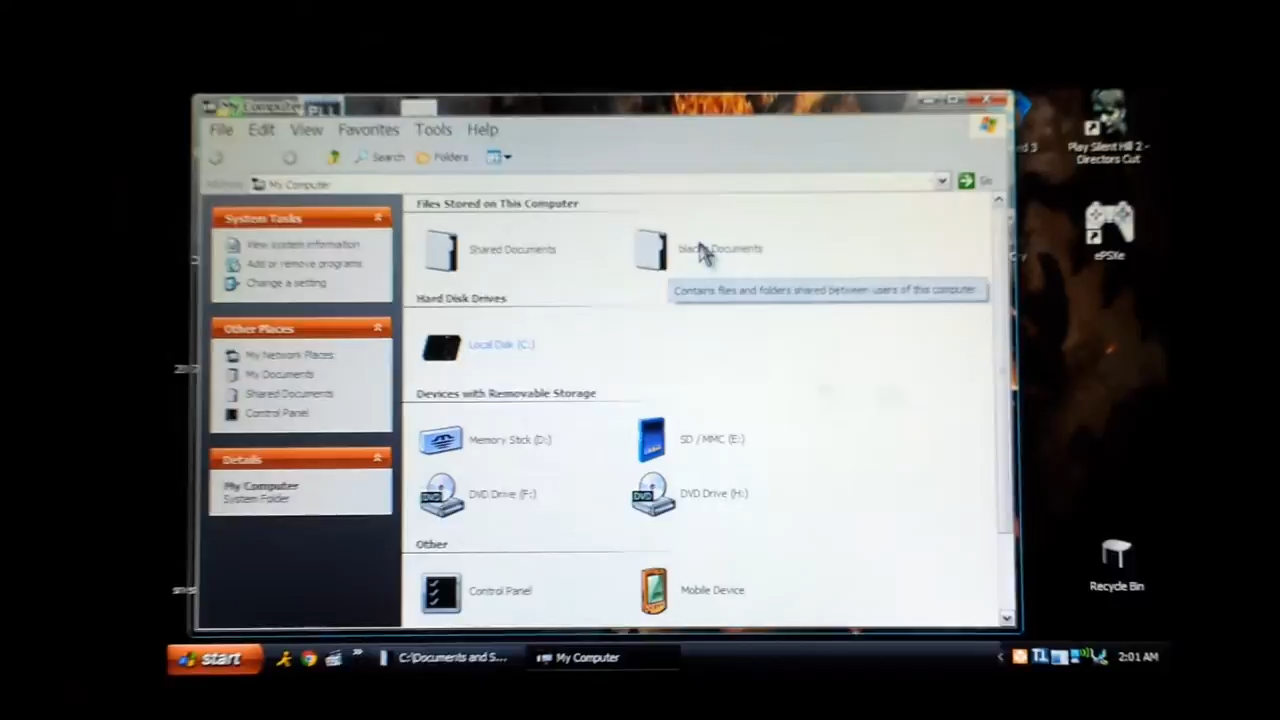 My Computer
File Edit View Favorites Tools Help
Search Folders
My Computer
Go
System Tasks
View system information
Add or remove programs
Change a setting
Other Places
My Network Places
My Documents
Shared Documents
Control Panel
Details
My Computer
System Folder
Files Stored on This Computer
Shared Documents
Documents
Contains files and folders shared between users of this computer
Hard Disk Drives
Local Disk (C:)
Devices with Removable Storage
Memory Stick (D:)
SD / MMC (E:)
DVD
DVD Drive (F:)
DVD
DVD Drive (H:)
Other
Control Panel
Mobile Device
Play Silent Hill 2 -
Directors Cut
ePSXe
Recycle Bin
start
C:\Documents and S...
My Computer
2:01 AM